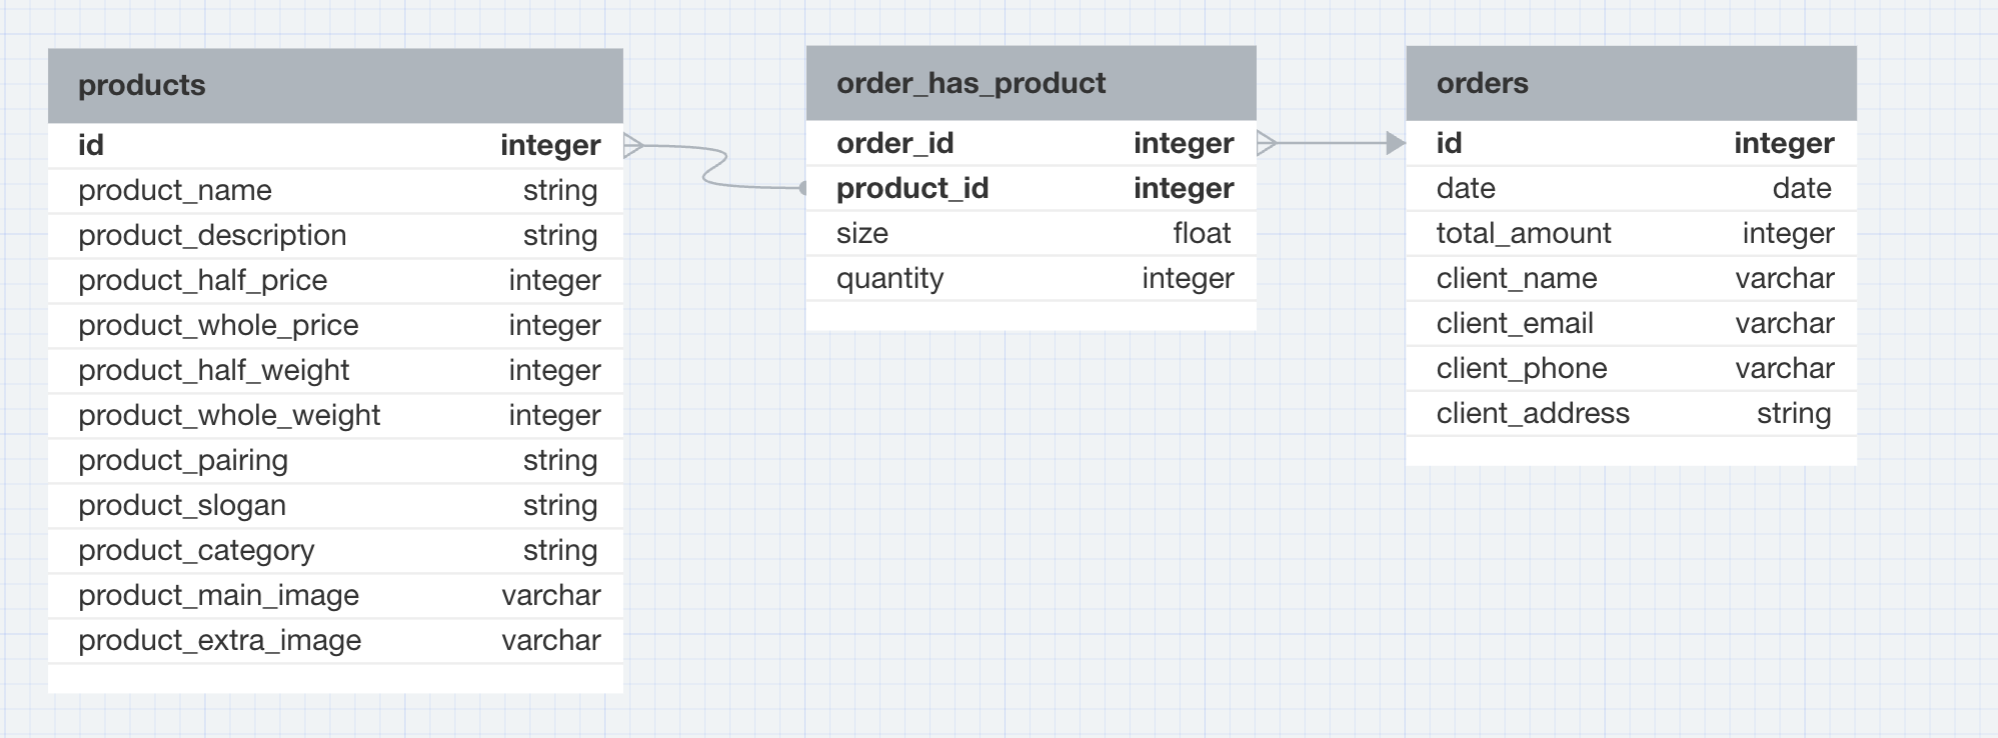 products
id integer
product_name string
product_description string
product_half_price integer
product_whole_price integer
product_half_weight integer
product_whole_weight integer
product_pairing string
product_slogan string
product_category string
product_main_image varchar
product_extra_image varchar
order_has_product
order_id integer
product_id integer
size float
quantity integer
orders
id integer
date date
total_amount integer
client_name varchar
client_email varchar
client_phone varchar
client_address string